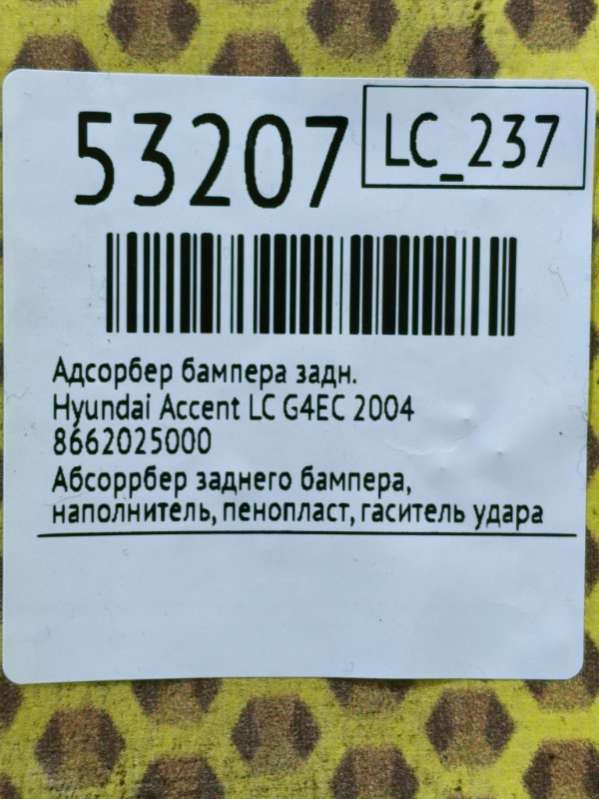 53207
LC_237
Адсорбер бампера задн.
Hyundai Accent LC G4EC 2004
8662025000
Абсоррбер заднего бампера,
наполнитель, пенопласт, гаситель удара